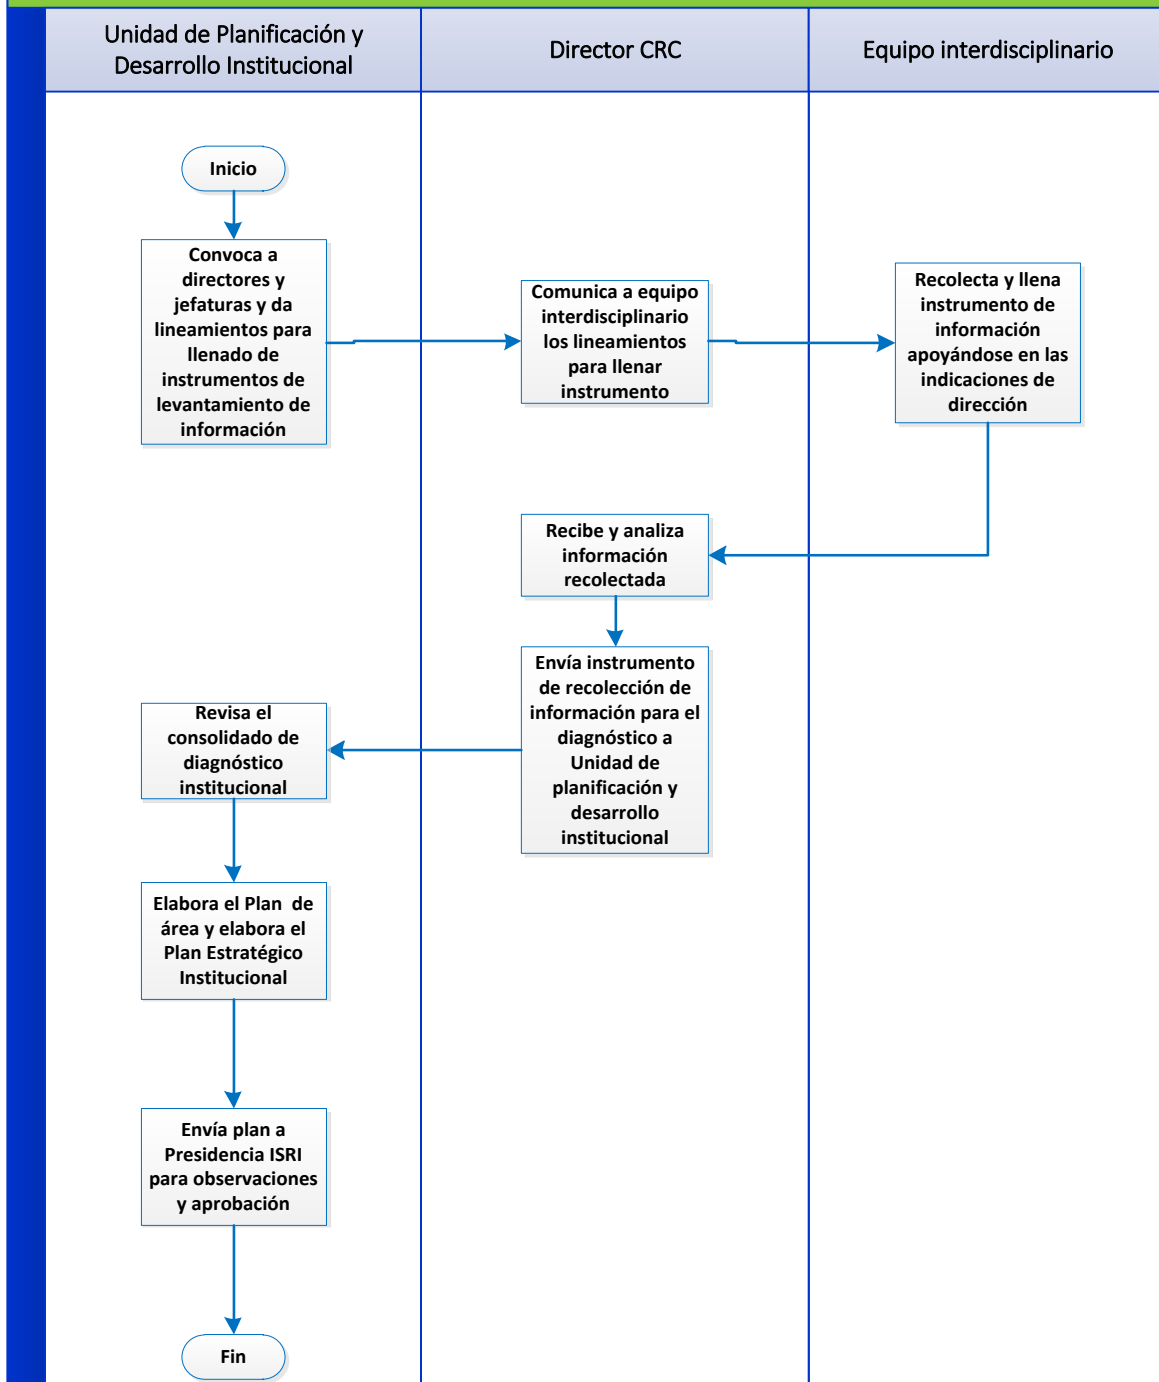 Unidad de Planificación y
Desarrollo Institucional
Director CRC
Equipo interdisciplinario
Inicio
Convoca a
directores y
jefaturas y da
lineamientos para
llenado de
instrumentos de
levantamiento de
información
Comunica a equipo
interdisciplinario
los lineamientos
para llenar
instrumento
Recolecta y llena
instrumento de
información
apoyándose en las
indicaciones de
dirección
Recibe y analiza
información
recolectada
Envía instrumento
de recolección de
información para el
diagnóstico a
Unidad de
planificación y
desarrollo
institucional
Revisa el
consolidado de
diagnóstico
institucional
Elabora el Plan  de
área y elabora el
Plan Estratégico
Institucional
Envía plan a
Presidencia ISRI
para observaciones
y aprobación
Fin